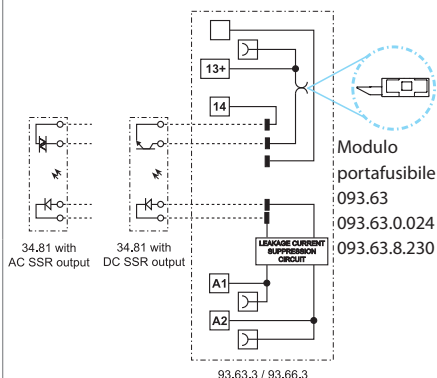 13+
14
Modulo
portafusibile
093.63
093.63.0.024
093.63.8.230
34.81 with
AC SSR output
34.81 with
DC SSR output
LEAKAGE CURRENT
SUPPRESSION
CIRCUIT
A1
A2
93.63.3 / 93.66.3